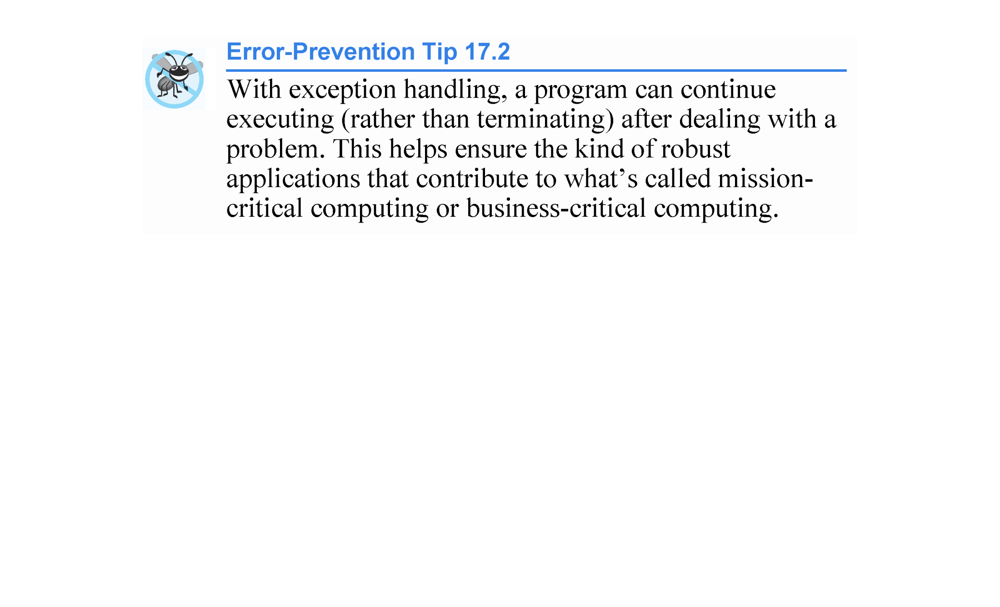 Error-Prevention Tip 17.2
With exception handling, a program can continue
executing (rather than terminating) after dealing with a
problem. This helps ensure the kind of robust
applications that contribute to what’s called mission-
critical computing or business-critical computing.